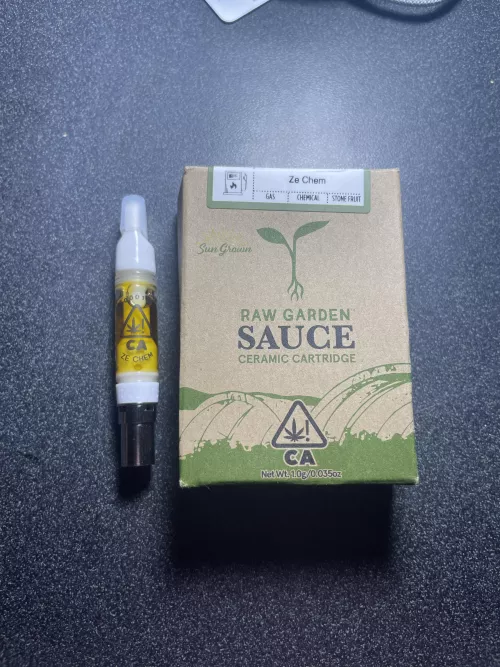 Ze Chem
GAS CHEMICAL STONE FRUIT
Sun Grown
RAW GARDEN
SAUCE
CERAMIC CARTRIDGE
CA
Net Wt. 1.0g/0.035oz
CA
ZE CHEM